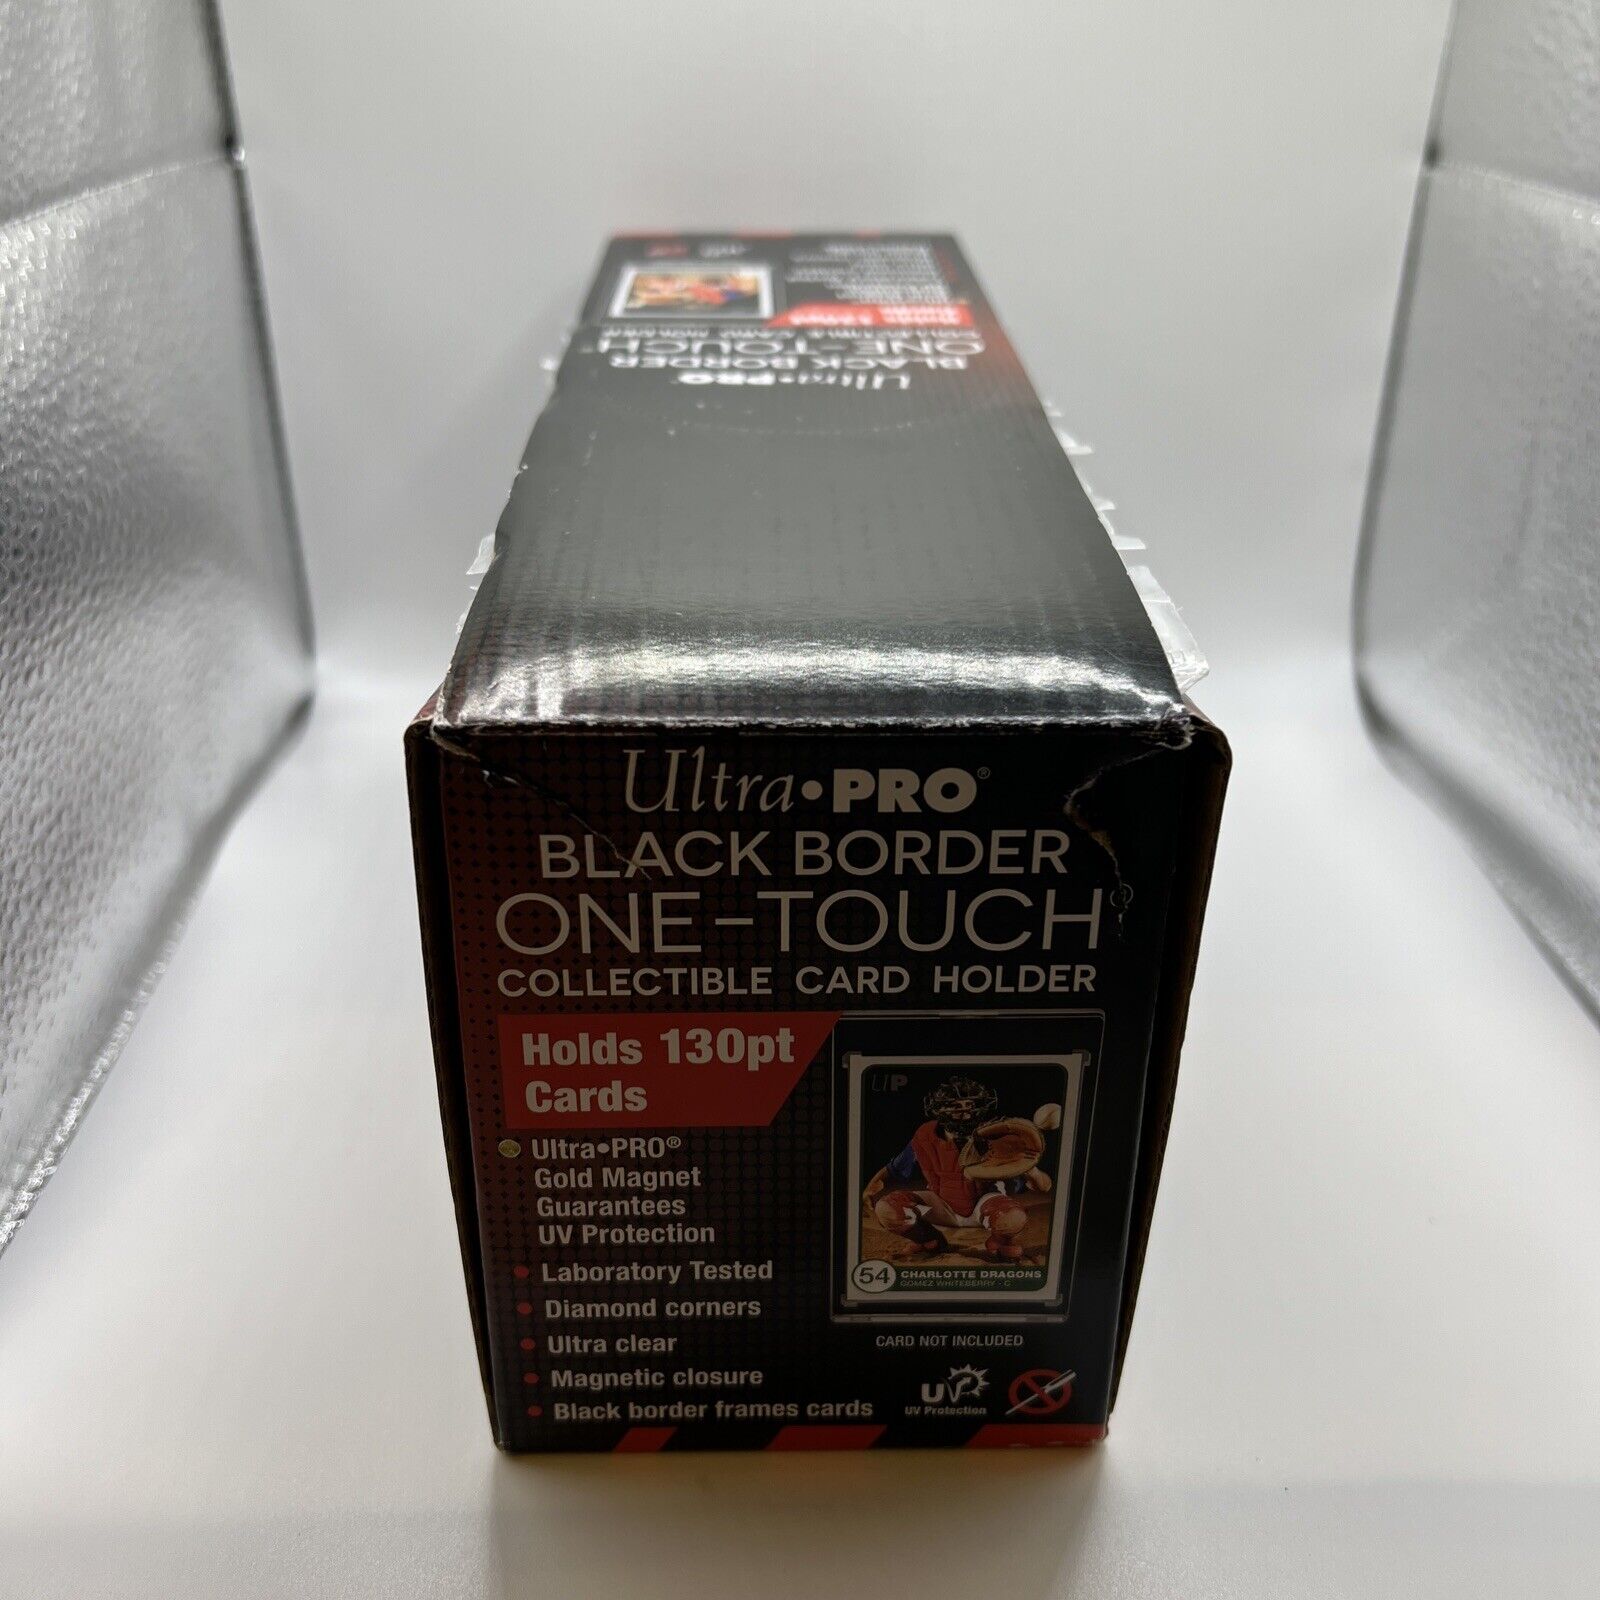 BLACK BORDER
ONE-TOUCH
Ultra•PRO
Ultra•PRO®
BLACK BORDER
ONE-TOUCH®
COLLECTIBLE CARD HOLDER
Holds 130pt
Cards
Ultra•PRO®
Gold Magnet
Guarantees
UV Protection
Laboratory Tested
Diamond corners
Ultra clear
Magnetic closure
Black border frames cards
UP
54 CHARLOTTE DRAGONS
GOMEZ WHITEBERRY - C
CARD NOT INCLUDED
UV
UV Protection